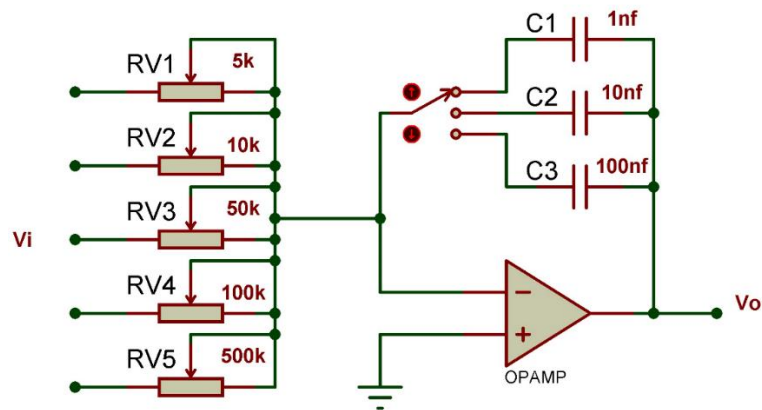 C1 1nf
RV1 5k
C2 10nf
RV2 10k
C3 100nf
RV3 50k
Vi
RV4 100k
Vo
RV5 500k
OPAMP